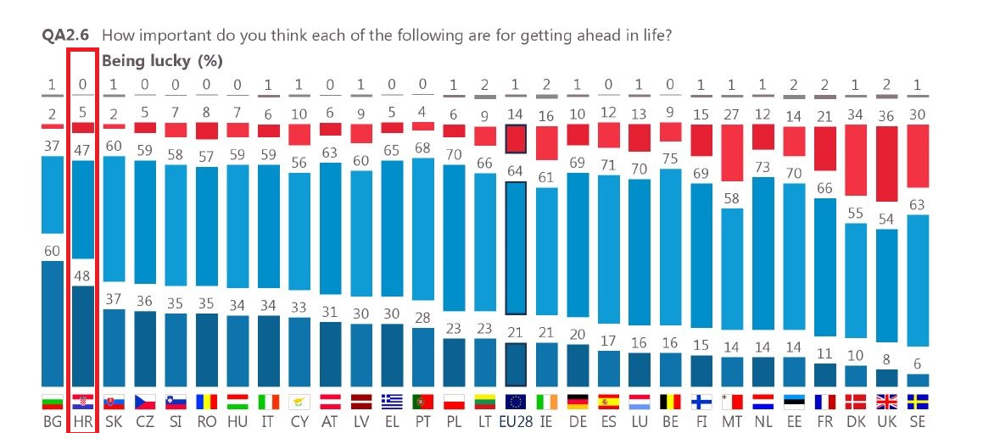 QA2.6 How important do you think each of the following are for getting ahead in life?
Being lucky (%)
1 0 1 0 0 0 0 1 1 0 1 0 0 1 2 1 2 1 0 1 0 1 1 1 2 2 1 2 1
2 5 2 5 7 8 7 6 10 6 9 5 4 6 9 14 16 10 12 13 9 15 27 12 14 21 34 36 30
37 47 60 59 58 57 59 59 56 63 60 65 68 70 66 64 61 69 71 70 75 69 58 73 70 66 55 54 63
60 48 37 36 35 35 34 34 33 31 30 30 28 23 23 21 21 20 17 16 16 15 14 14 14 11 10 8 6
BG HR SK CZ SI RO HU IT CY AT LV EL PT PL LT EU28 IE DE ES LU BE FI MT NL EE FR DK UK SE